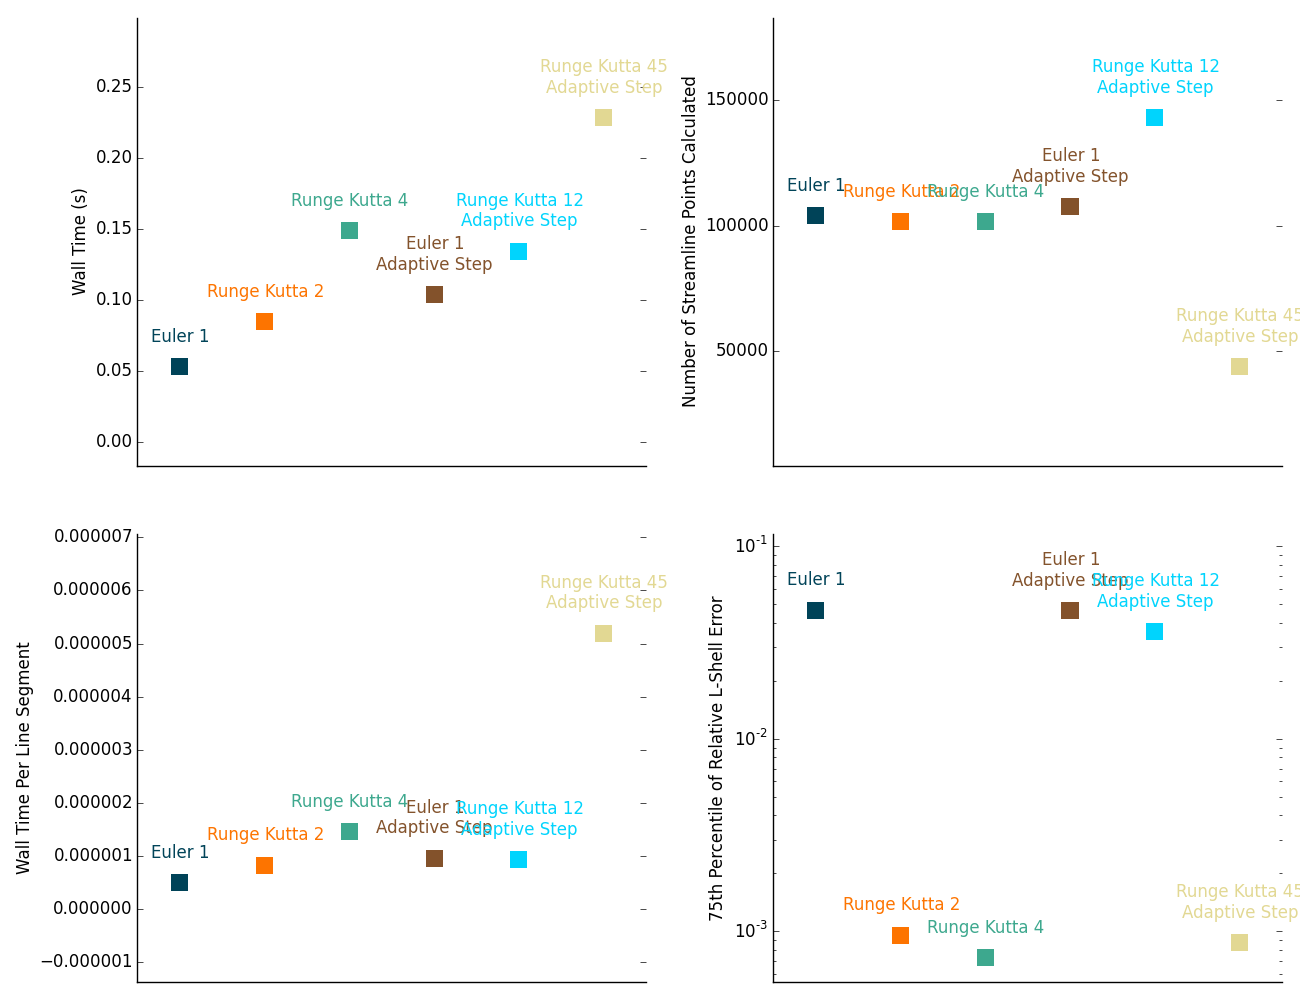 0.25
0.20
0.15
0.10
0.05
0.00
Wall Time (s)
Euler 1
Runge Kutta 2
Runge Kutta 4
Euler 1
Adaptive Step
Runge Kutta 12
Adaptive Step
Runge Kutta 45
Adaptive Step
150000
100000
50000
Number of Streamline Points Calculated
Euler 1
Runge Kutta 2
Runge Kutta 4
Euler 1
Adaptive Step
Runge Kutta 12
Adaptive Step
Runge Kutta 45
Adaptive Step
0.000007
0.000006
0.000005
0.000004
0.000003
0.000002
0.000001
0.000000
−0.000001
Wall Time Per Line Segment
Euler 1
Runge Kutta 2
Runge Kutta 4
Euler 1
Adaptive Step
Runge Kutta 12
Adaptive Step
Runge Kutta 45
Adaptive Step
10⁻¹
10⁻²
10⁻³
75th Percentile of Relative L-Shell Error
Euler 1
Runge Kutta 2
Runge Kutta 4
Euler 1
Adaptive Step
Runge Kutta 12
Adaptive Step
Runge Kutta 45
Adaptive Step